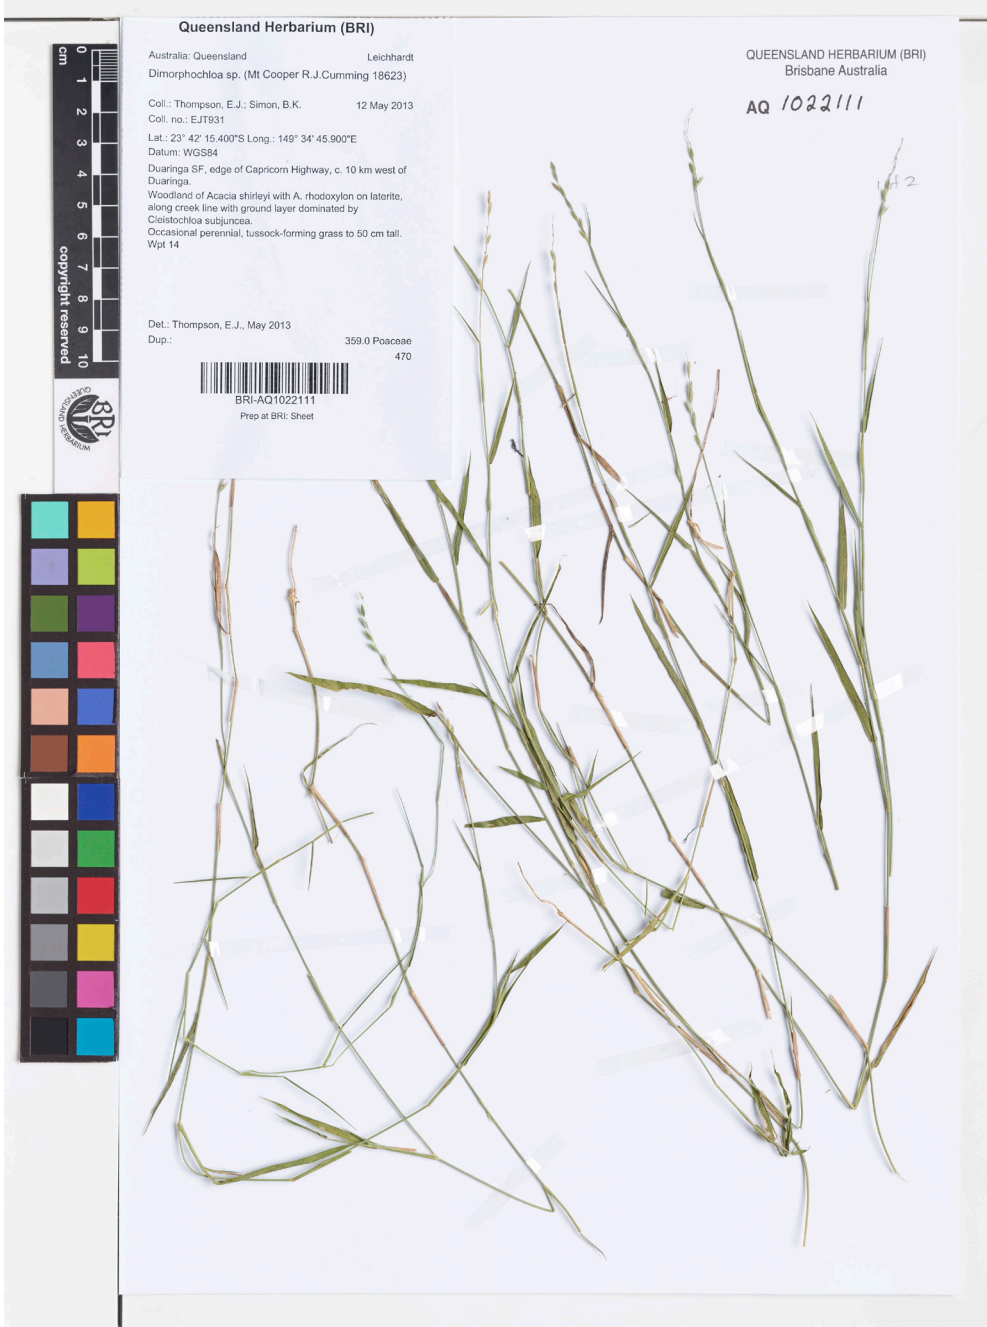 Queensland Herbarium (BRI)
Australia: Queensland Leichhardt
Dimorphochloa sp. (Mt Cooper R.J.Cumming 18623)
Coll.: Thompson, E.J.; Simon, B.K. 12 May 2013
Coll. no.: EJT931
Lat.: 23° 42' 15.400"S Long.: 149° 34' 45.900"E
Datum: WGS84
Duaringa SF, edge of Capricorn Highway, c. 10 km west of
Duaringa.
Woodland of Acacia shirleyi with A. rhodoxylon on laterite,
along creek line with ground layer dominated by
Cleistochloa subjuncea.
Occasional perennial, tussock-forming grass to 50 cm tall.
Wpt 14
Det.: Thompson, E.J., May 2013
Dup.: 359.0 Poaceae
470
BRI-AQ1022111
Prep at BRI: Sheet
QUEENSLAND HERBARIUM (BRI)
Brisbane Australia
AQ 1022111
1 of 2
cm
0
1
2
3
4
5
6
7
8
9
10
copyright reserved
QUEENSLAND
BRI
HERBARIUM